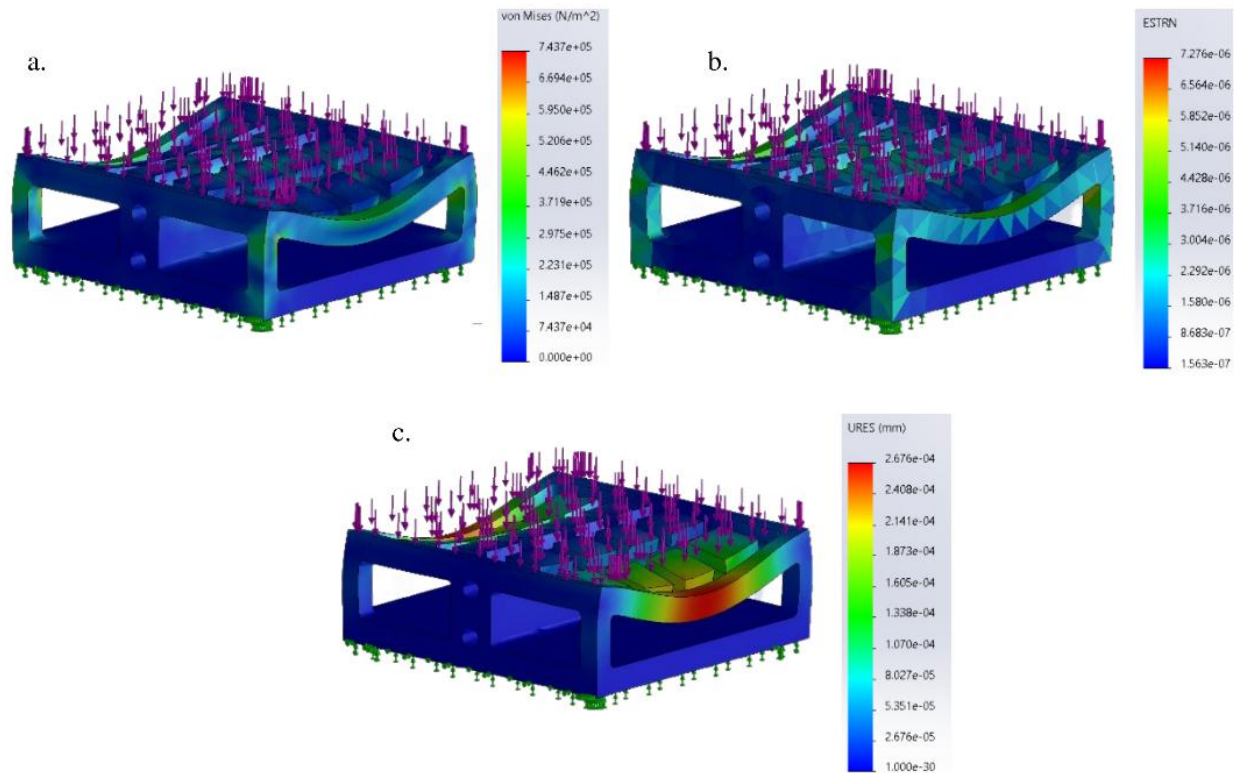 a.
von Mises (N/m^2)
7.437e+05
6.694e+05
5.950e+05
5.206e+05
4.462e+05
3.719e+05
2.975e+05
2.231e+05
1.487e+05
7.437e+04
0.000e+00
b.
ESTRN
7.276e-06
6.564e-06
5.852e-06
5.140e-06
4.428e-06
3.716e-06
3.004e-06
2.292e-06
1.580e-06
8.683e-07
1.563e-07
c.
URES (mm)
2.676e-04
2.408e-04
2.141e-04
1.873e-04
1.605e-04
1.338e-04
1.070e-04
8.027e-05
5.351e-05
2.676e-05
1.000e-30